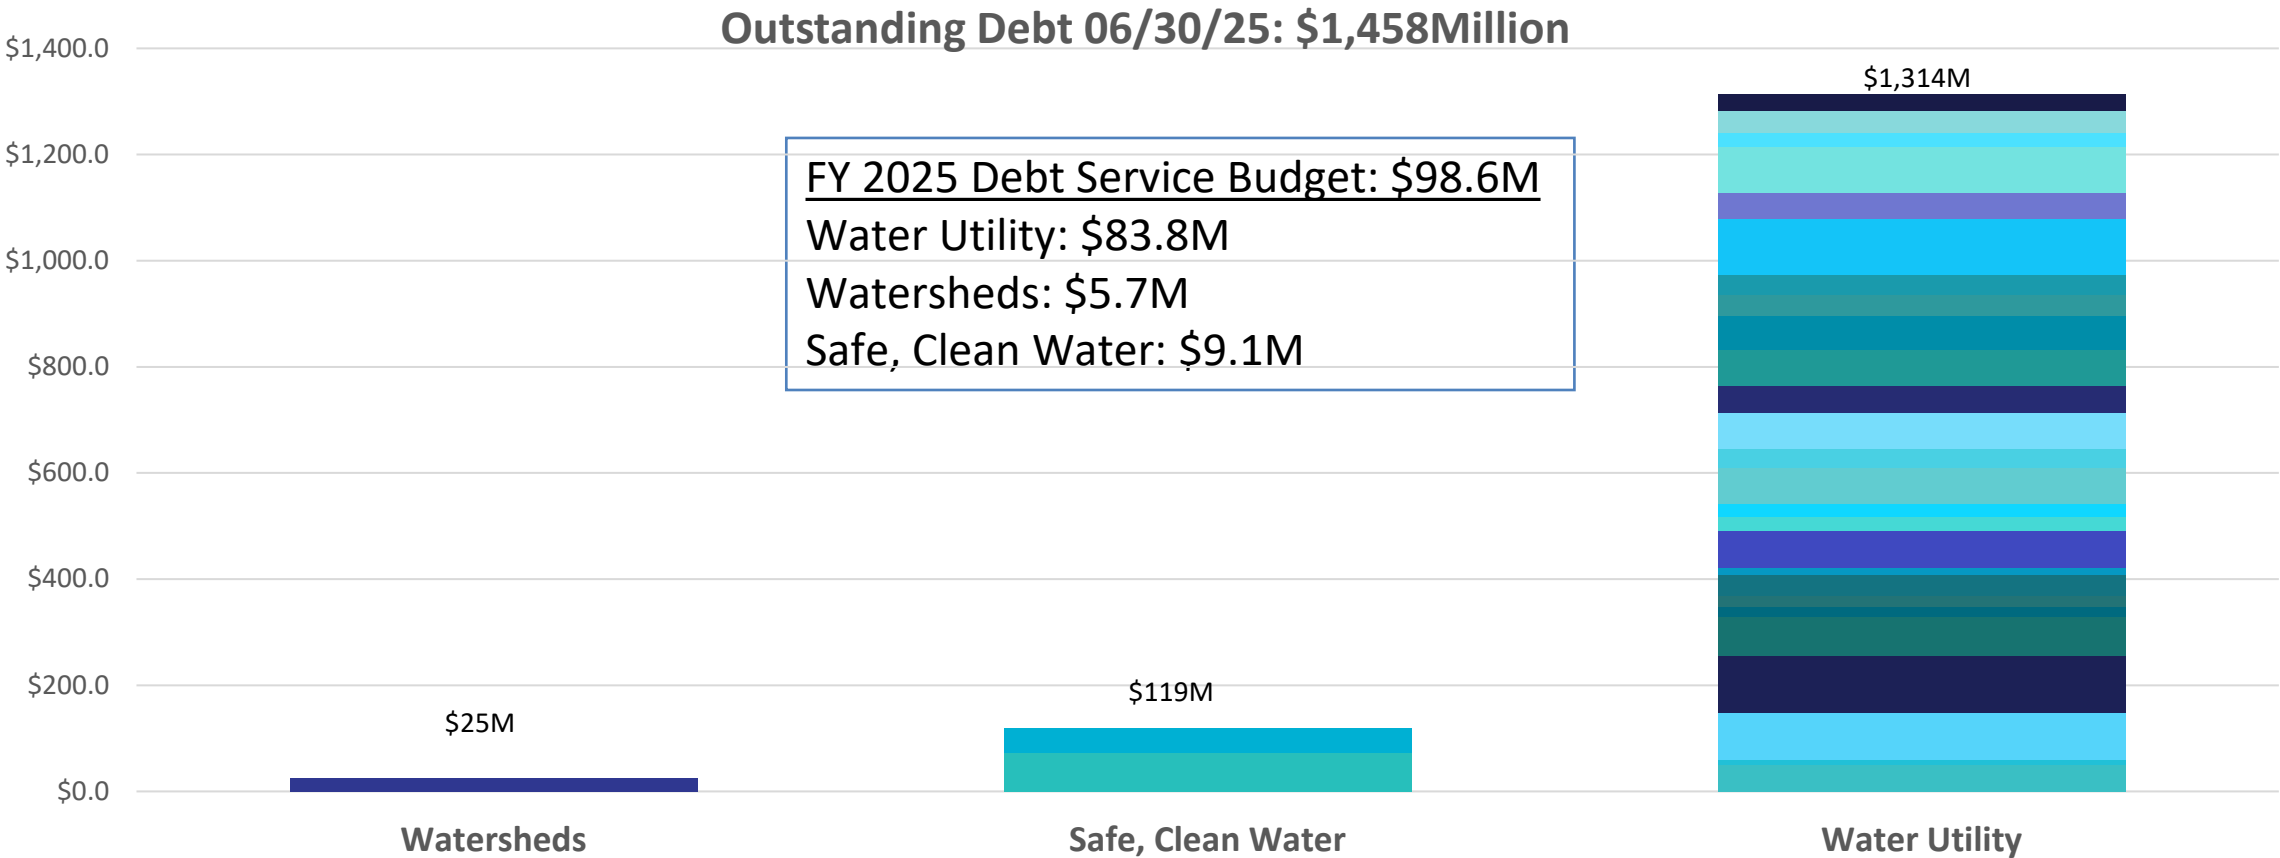 Outstanding Debt 06/30/25: $1,458Million
$1,400.0
$1,200.0
$1,000.0
$800.0
$600.0
$400.0
$200.0
$0.0
$1,314M
FY 2025 Debt Service Budget: $98.6M
Water Utility: $83.8M
Watersheds: $5.7M
Safe, Clean Water: $9.1M
$25M
$119M
Watersheds
Safe, Clean Water
Water Utility